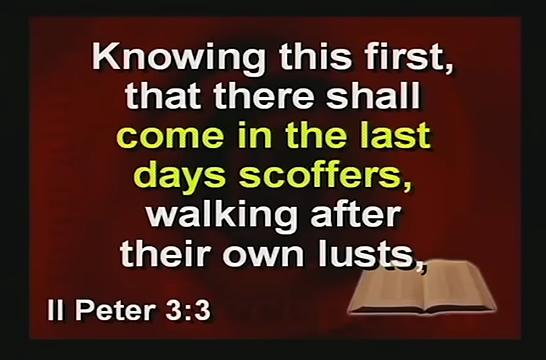 Knowing this first,
that there shall
come in the last
days scoffers,
walking after
their own lusts,
II Peter 3:3